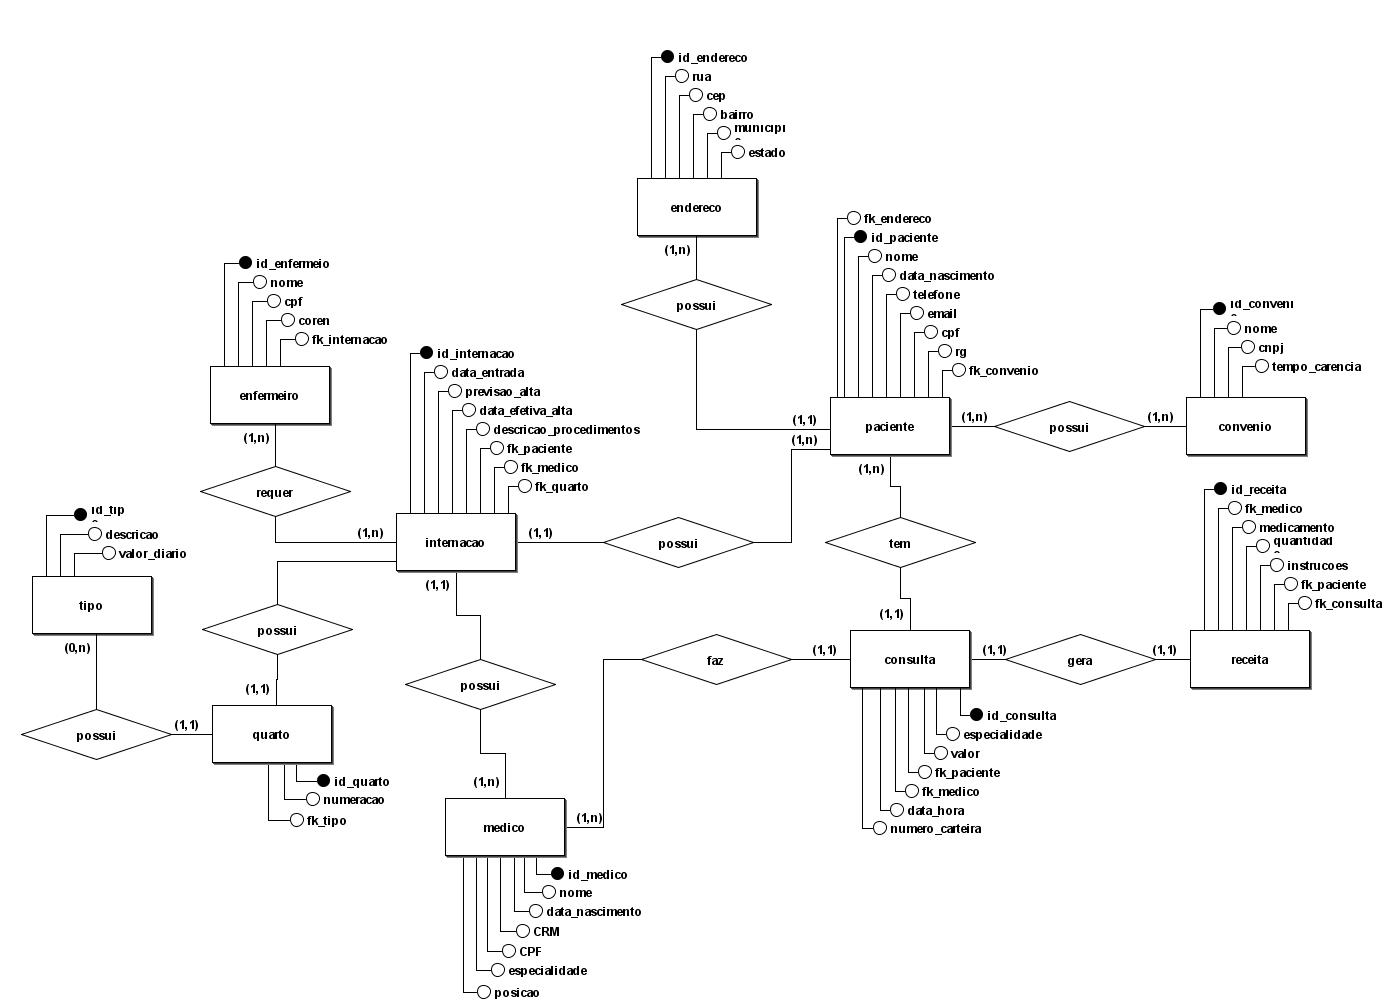 id_endereco
rua
cep
bairro
municipi
estado
endereco
(1,n)
possui
fk_endereco
id_paciente
nome
data_nascimento
telefone
email
cpf
rg
fk_convenio
(1,1)
(1,n)
paciente
(1,n)
possui
(1,n)
id_conveni
nome
cnpj
tempo_carencia
convenio
id_enfermeio
nome
cpf
coren
fk_internacao
enfermeiro
(1,n)
requer
(1,n)
id_internacao
data_entrada
previsao_alta
data_efetiva_alta
descricao_procedimentos
fk_paciente
fk_medico
fk_quarto
internacao
(1,1)
possui
(1,n)
tem
(1,1)
id_receita
fk_medico
medicamento
quantidad
instrucoes
fk_paciente
fk_consulta
receita
id_tip
descricao
valor_diario
tipo
(0,n)
possui
(1,1)
possui
(1,1)
quarto
id_quarto
numeracao
fk_tipo
(1,1)
possui
(1,n)
medico
(1,n)
faz
(1,1)
consulta
(1,1)
gera
(1,1)
id_consulta
especialidade
valor
fk_paciente
fk_medico
data_hora
numero_carteira
id_medico
nome
data_nascimento
CRM
CPF
especialidade
posicao